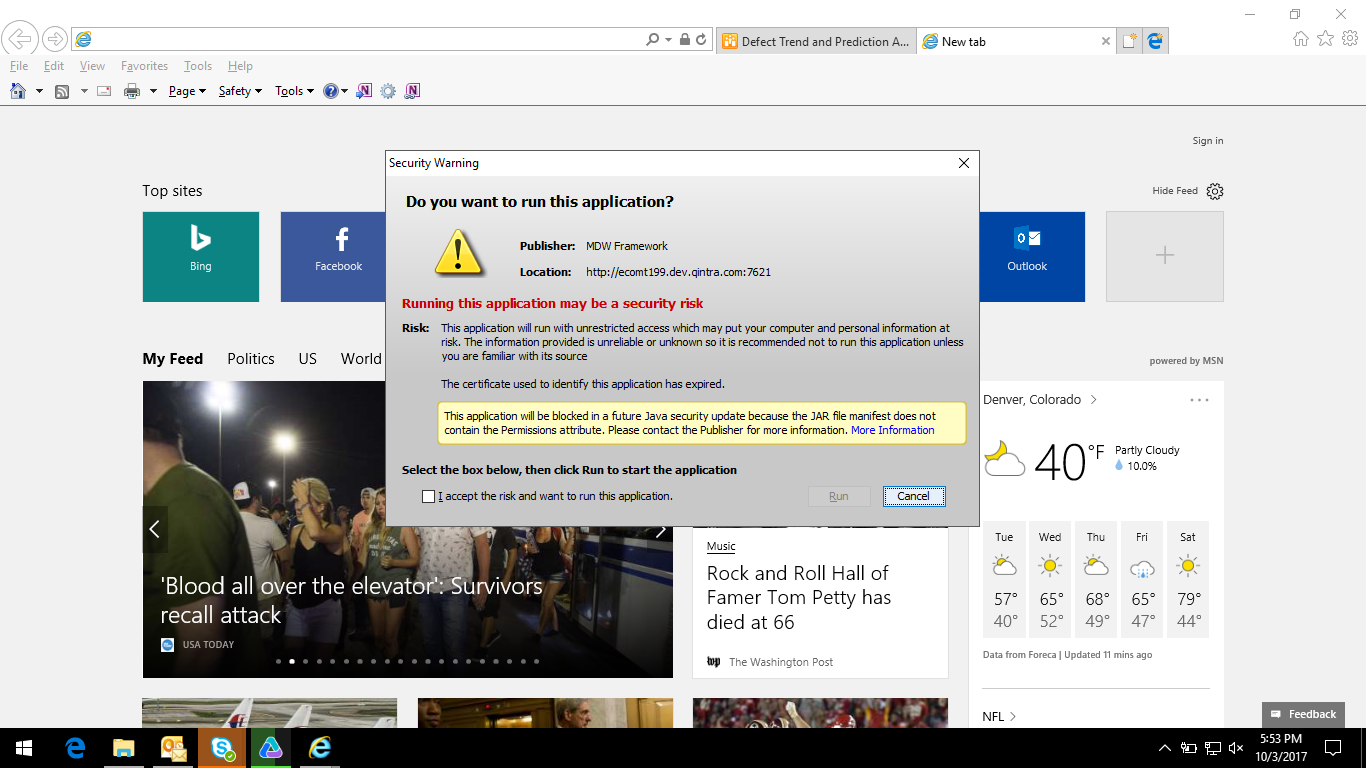 Defect Trend and Prediction A...
New tab
File Edit View Favorites Tools Help
Page Safety Tools
Sign in
Top sites
Hide Feed
Bing
Facebook
Outlook
Security Warning
Do you want to run this application?
Publisher: MDW Framework
Location: http://ecomt199.dev.qintra.com:7621
Running this application may be a security risk
Risk: This application will run with unrestricted access which may put your computer and personal information at
risk. The information provided is unreliable or unknown so it is recommended not to run this application unless
you are familiar with its source
The certificate used to identify this application has expired.
This application will be blocked in a future Java security update because the JAR file manifest does not
contain the Permissions attribute. Please contact the Publisher for more information. More Information
Select the box below, then click Run to start the application
I accept the risk and want to run this application.
Run
Cancel
My Feed Politics US World
powered by MSN
'Blood all over the elevator': Survivors
recall attack
USA TODAY
Music
Rock and Roll Hall of
Famer Tom Petty has
died at 66
The Washington Post
Denver, Colorado
40 °F
Partly Cloudy
10.0%
Tue Wed Thu Fri Sat
57° 65° 68° 65° 79°
40° 52° 49° 47° 44°
Data from Foreca | Updated 11 mins ago
NFL
Feedback
5:53 PM
10/3/2017